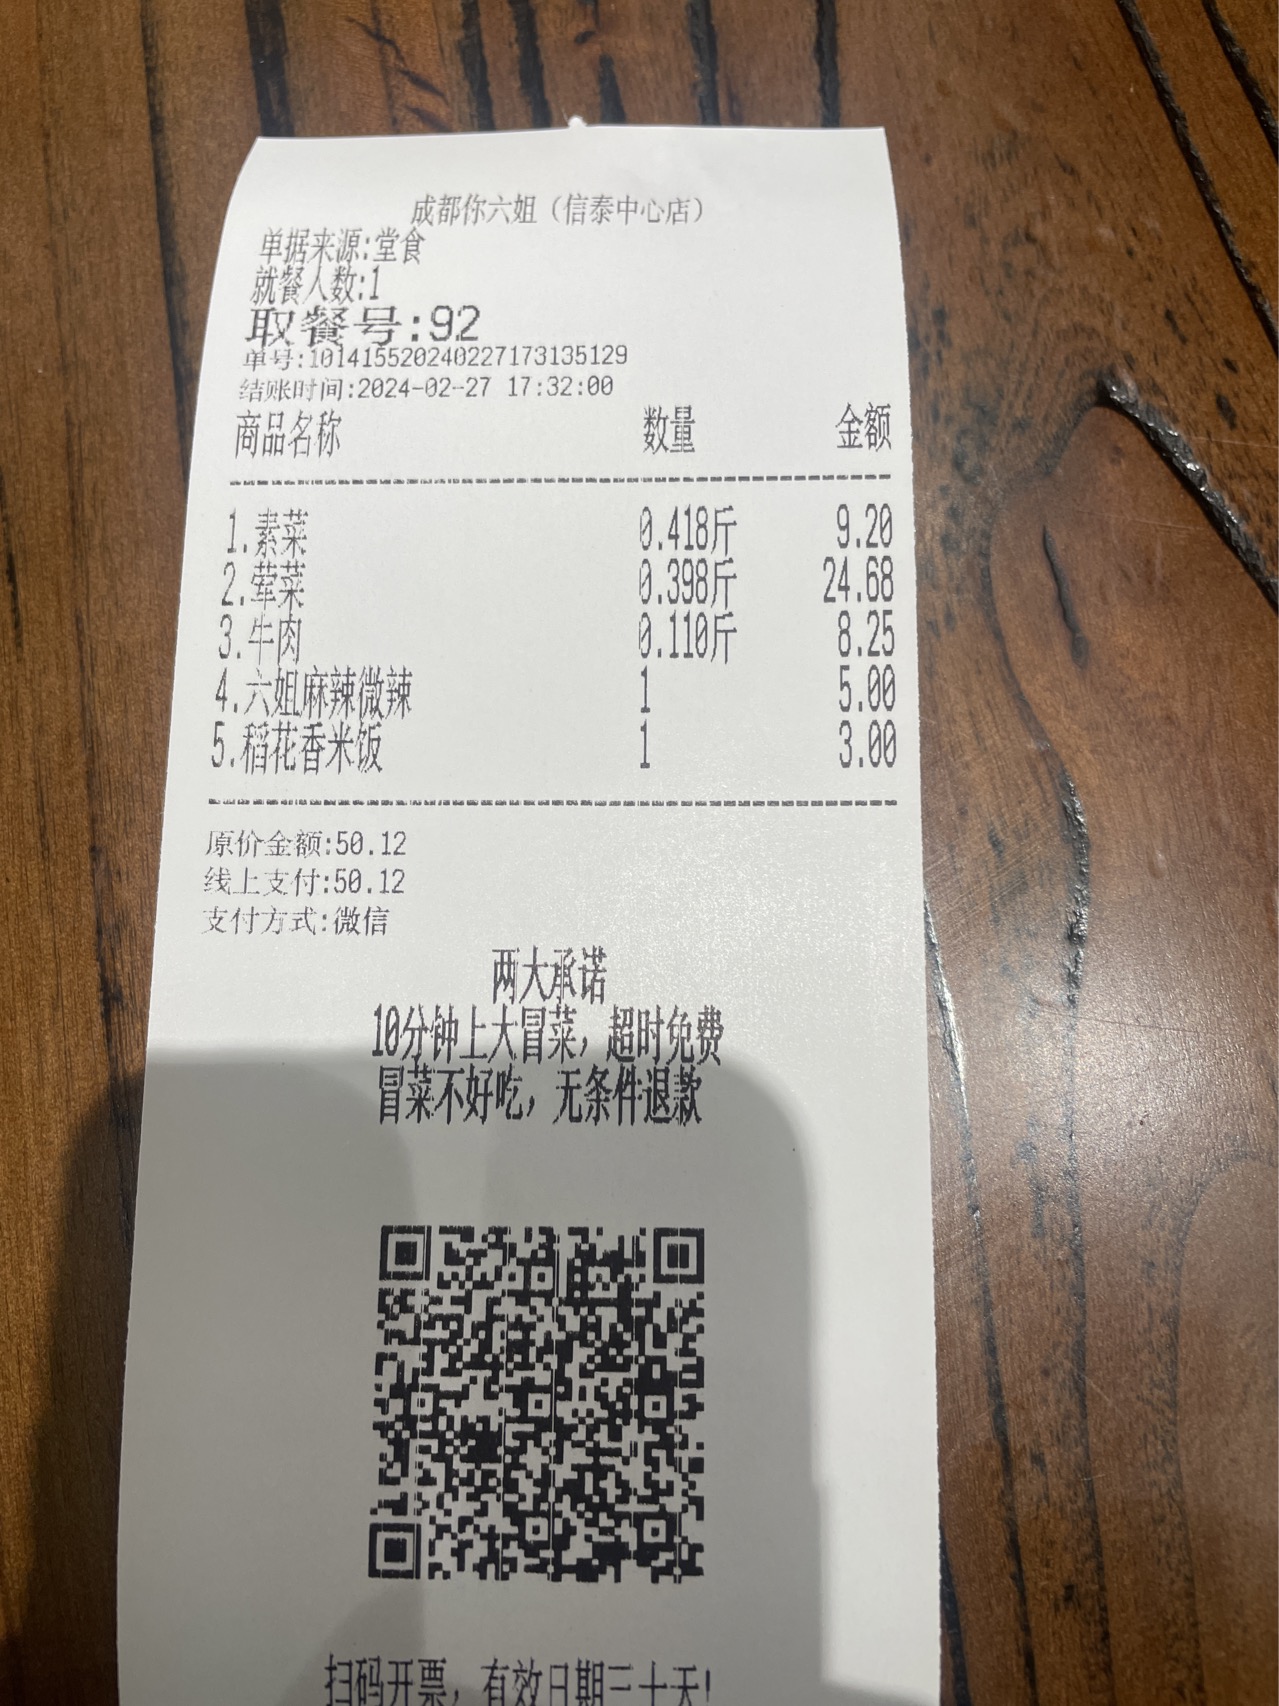 成都你六姐（信泰中心店）
单据来源:堂食
就餐人数:1
取餐号:92
单号:10141552024022717313512​9
结账时间:2024-02-27 17:32:00
商品名称 数量 金额
1.素菜 0.418斤 9.20
2.荤菜 0.398斤 24.68
3.牛肉 0.110斤 8.25
4.六姐麻辣微辣 1 5.00
5.稻花香米饭 1 3.00
原价金额:50.12
线上支付:50.12
支付方式:微信
两大承诺
10分钟上大冒菜，超时免费
冒菜不好吃，无条件退款
扫码开票，有效日期三十天!